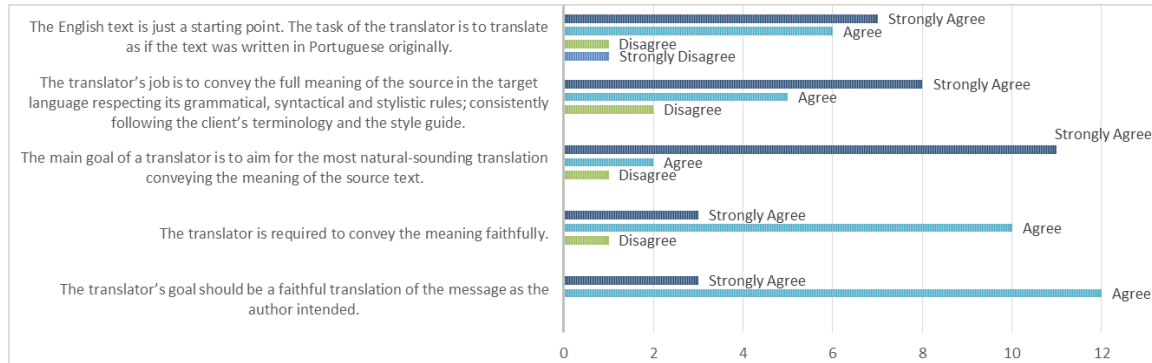 The English text is just a starting point. The task of the translator is to translate
as if the text was written in Portuguese originally.
Strongly Agree
Agree
Disagree
Strongly Disagree
The translator's job is to convey the full meaning of the source in the target
language respecting its grammatical, syntactical and stylistic rules; consistently
following the client's terminology and the style guide.
Strongly Agree
Agree
Disagree
The main goal of a translator is to aim for the most natural-sounding translation
conveying the meaning of the source text.
Strongly Agree
Agree
Disagree
The translator is required to convey the meaning faithfully.
Strongly Agree
Agree
Disagree
The translator's goal should be a faithful translation of the message as the
author intended.
Strongly Agree
Agree
0 2 4 6 8 10 12